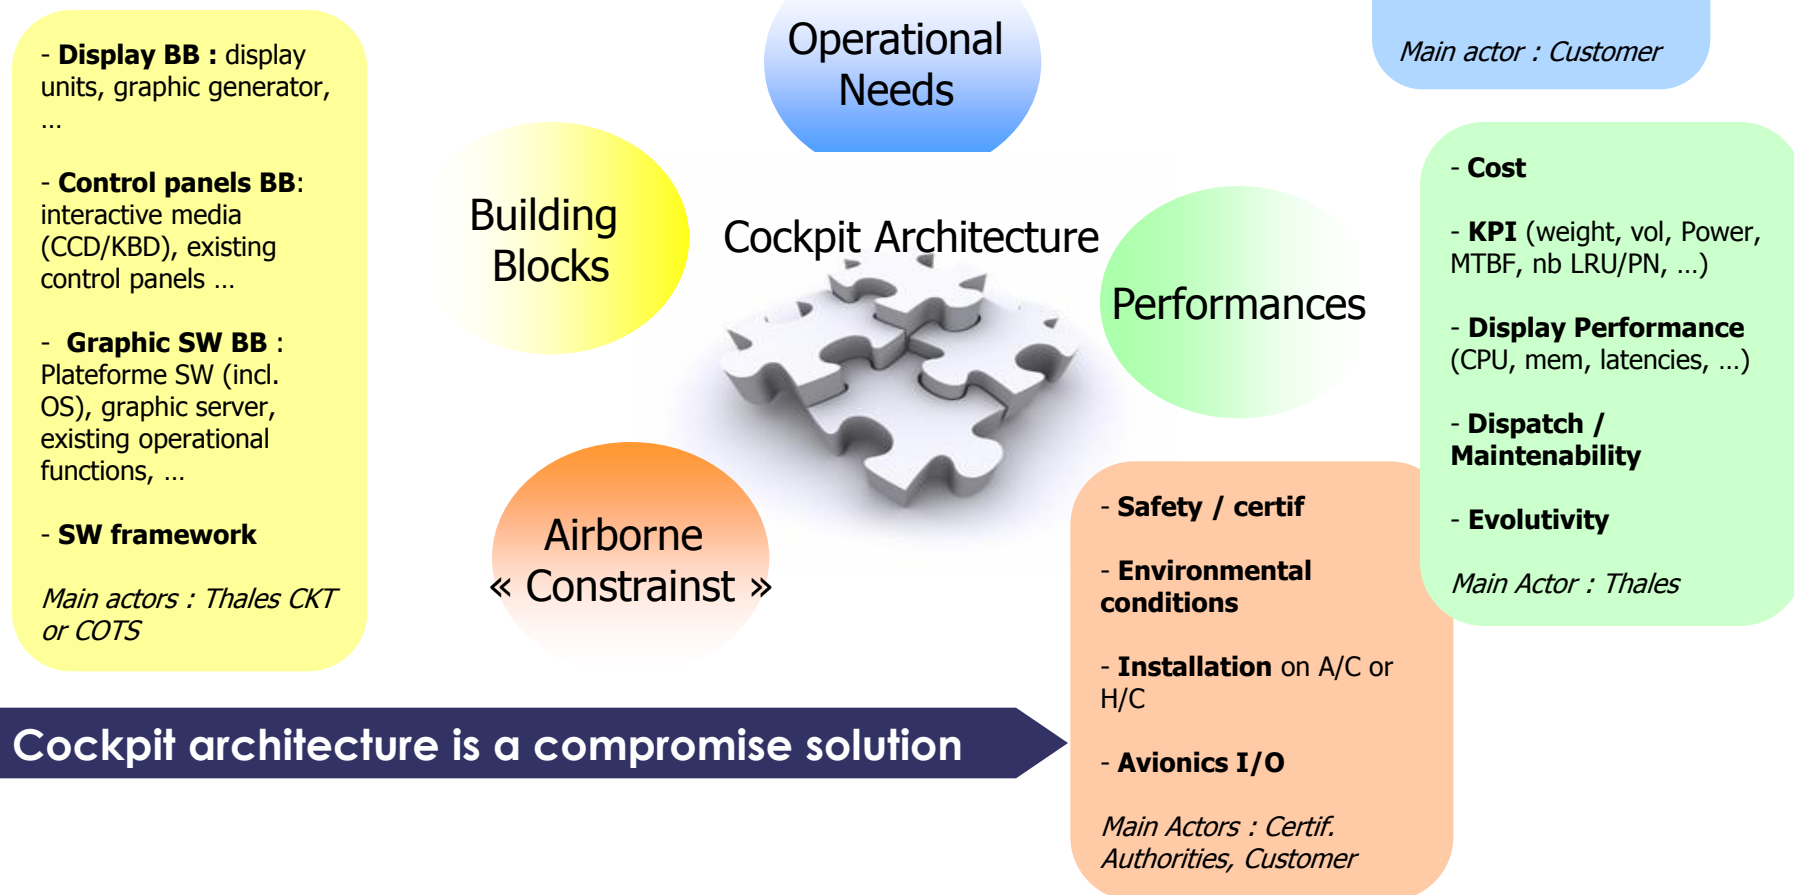 - Display BB : display
units, graphic generator,
…
- Control panels BB:
interactive media
(CCD/KBD), existing
control panels …
- Graphic SW BB :
Plateforme SW (incl.
OS), graphic server,
existing operational
functions, …
- SW framework
Main actors : Thales CKT
or COTS
Operational
Needs
Building
Blocks
Cockpit Architecture
Performances
Airborne
« Constrainst »
Main actor : Customer
- Cost
- KPI (weight, vol, Power,
MTBF, nb LRU/PN, …)
- Display Performance
(CPU, mem, latencies, …)
- Dispatch /
Maintenability
- Evolutivity
Main Actor : Thales
- Safety / certif
- Environmental
conditions
- Installation on A/C or
H/C
- Avionics I/O
Main Actors : Certif.
Authorities, Customer
Cockpit architecture is a compromise solution